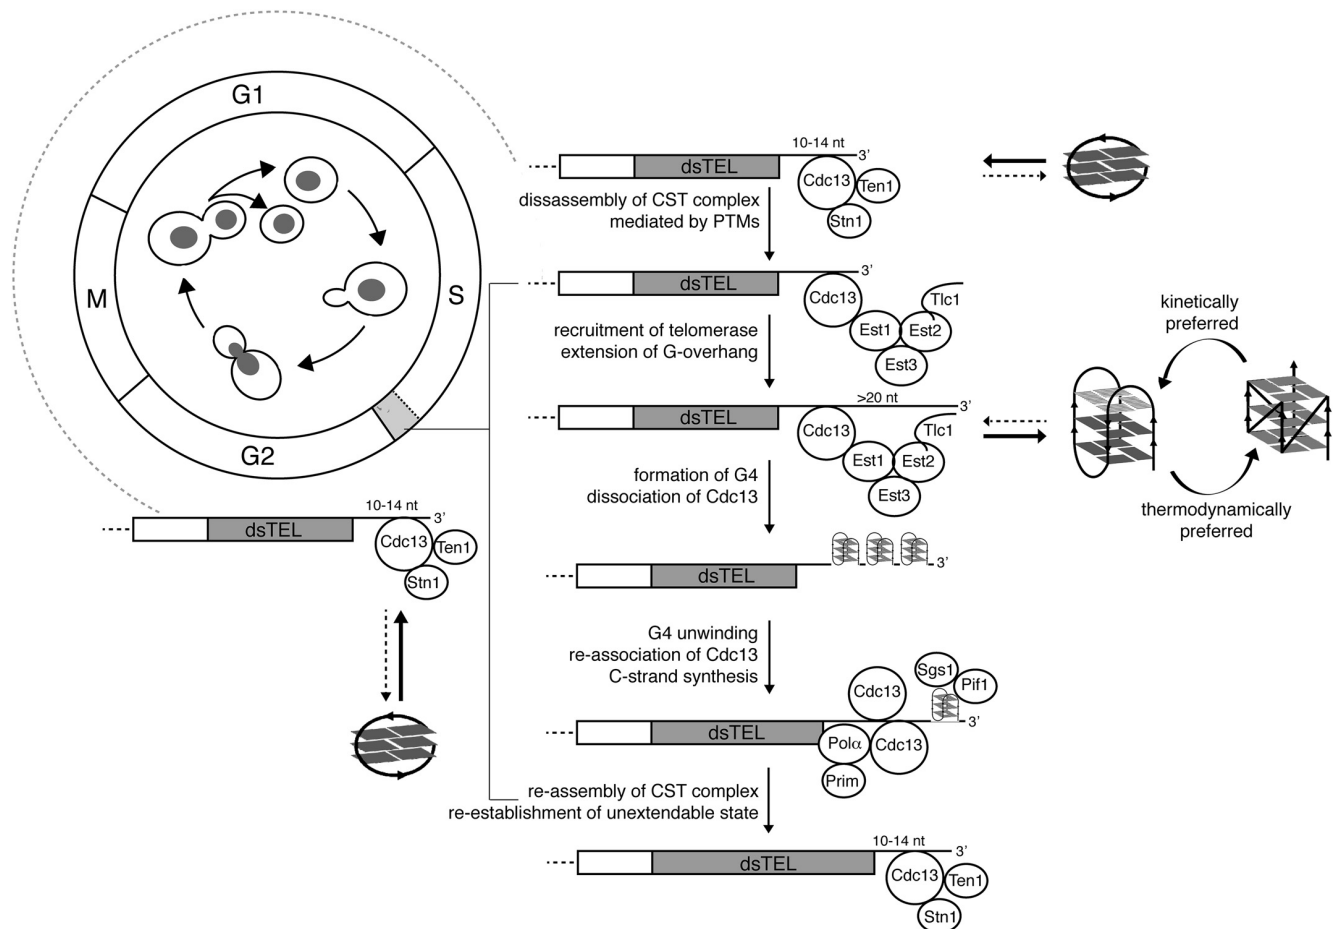 G1
S
G2
M
10-14 nt
3’
dsTEL
Cdc13
Ten1
Stn1
dissassembly of CST complex
mediated by PTMs
3’
dsTEL
Cdc13
Tlc1
Est1
Est2
Est3
recruitment of telomerase
extension of G-overhang
kinetically
preferred
thermodynamically
preferred
>20 nt
3’
dsTEL
Cdc13
Tlc1
Est1
Est2
Est3
formation of G4
dissociation of Cdc13
10-14 nt
3’
dsTEL
Cdc13
Ten1
Stn1
3’
dsTEL
G4 unwinding
re-association of Cdc13
C-strand synthesis
Sgs1
Pif1
Cdc13
3’
dsTEL
Polα
Cdc13
Prim
re-assembly of CST complex
re-establishment of unextendable state
10-14 nt
3’
dsTEL
Cdc13
Ten1
Stn1